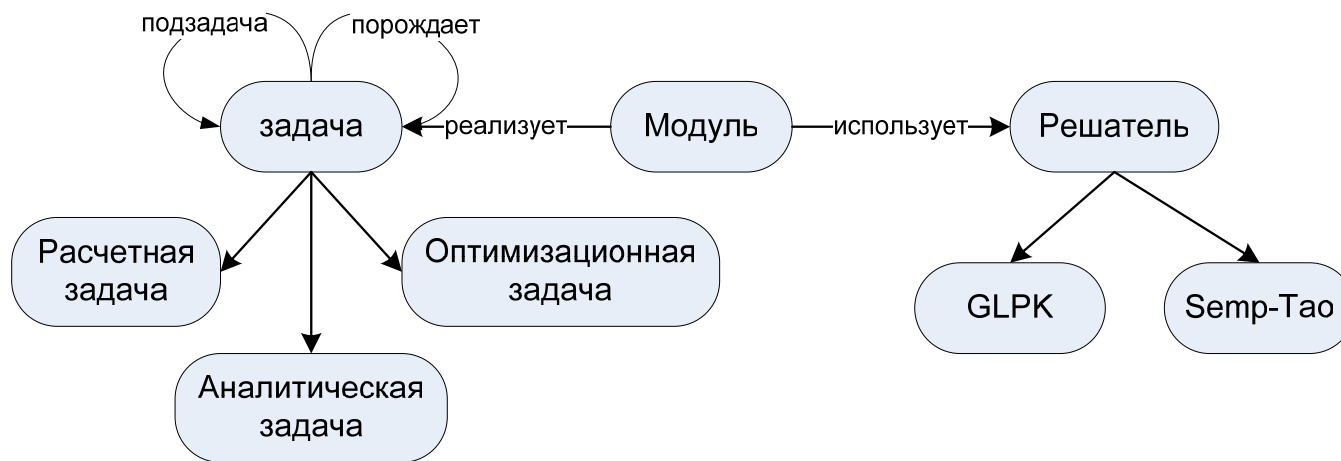 подзадача
порождает
задача
реализует
Модуль
использует
Решатель
Расчетная
задача
Оптимизационная
задача
GLPK
Semp-Tao
Аналитическая
задача